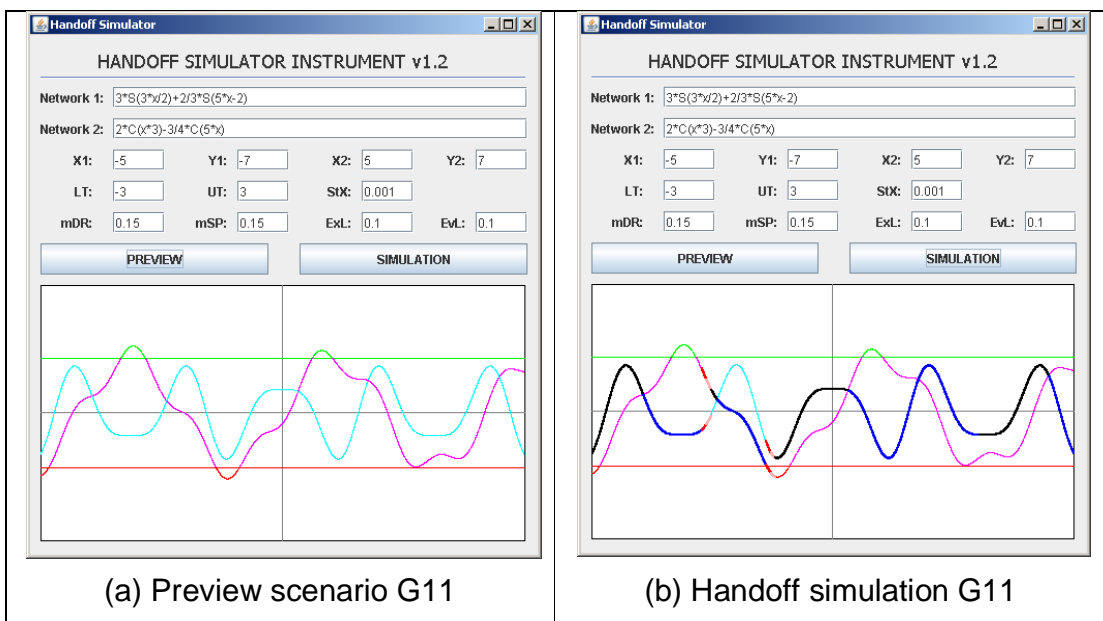 Handoff Simulator
HANDOFF SIMULATOR INSTRUMENT v1.2
Network 1: 3*S(3*x/2)+2/3*S(5*x-2)
Network 2: 2*C(x*3)-3/4*C(5*x)
X1: -5 Y1: -7 X2: 5 Y2: 7
LT: -3 UT: 3 StX: 0.001
mDR: 0.15 mSP: 0.15 ExL: 0.1 EvL: 0.1
PREVIEW SIMULATION
(a) Preview scenario G11
Handoff Simulator
HANDOFF SIMULATOR INSTRUMENT v1.2
Network 1: 3*S(3*x/2)+2/3*S(5*x-2)
Network 2: 2*C(x*3)-3/4*C(5*x)
X1: -5 Y1: -7 X2: 5 Y2: 7
LT: -3 UT: 3 StX: 0.001
mDR: 0.15 mSP: 0.15 ExL: 0.1 EvL: 0.1
PREVIEW SIMULATION
(b) Handoff simulation G11